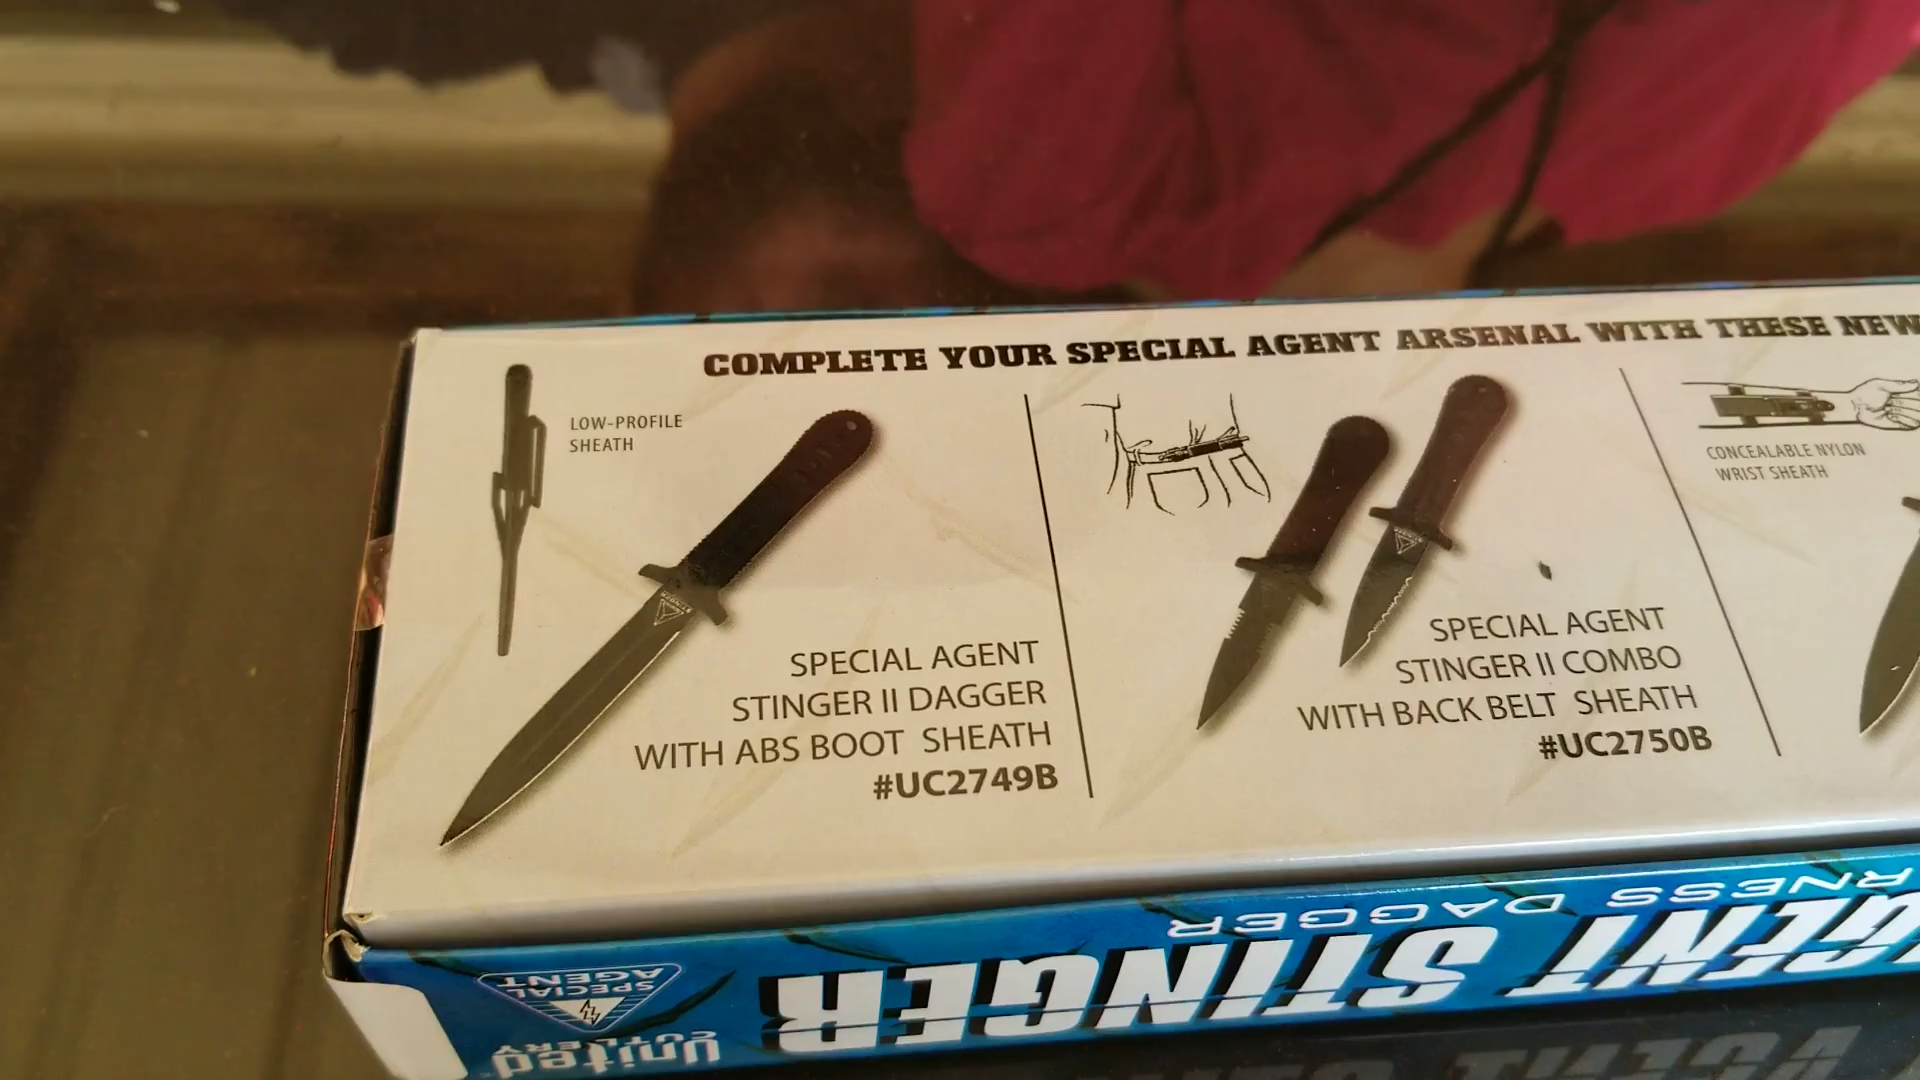 COMPLETE YOUR SPECIAL AGENT ARSENAL WITH THESE NEW
LOW-PROFILE
SHEATH
SPECIAL AGENT
STINGER II DAGGER
WITH ABS BOOT SHEATH
#UC2749B
SPECIAL AGENT
STINGER II COMBO
WITH BACK BELT SHEATH
#UC2750B
CONCEALABLE NYLON
WRIST SHEATH
DAGGER
STINGER
SPECIAL
AGENT
United
CUTLERY